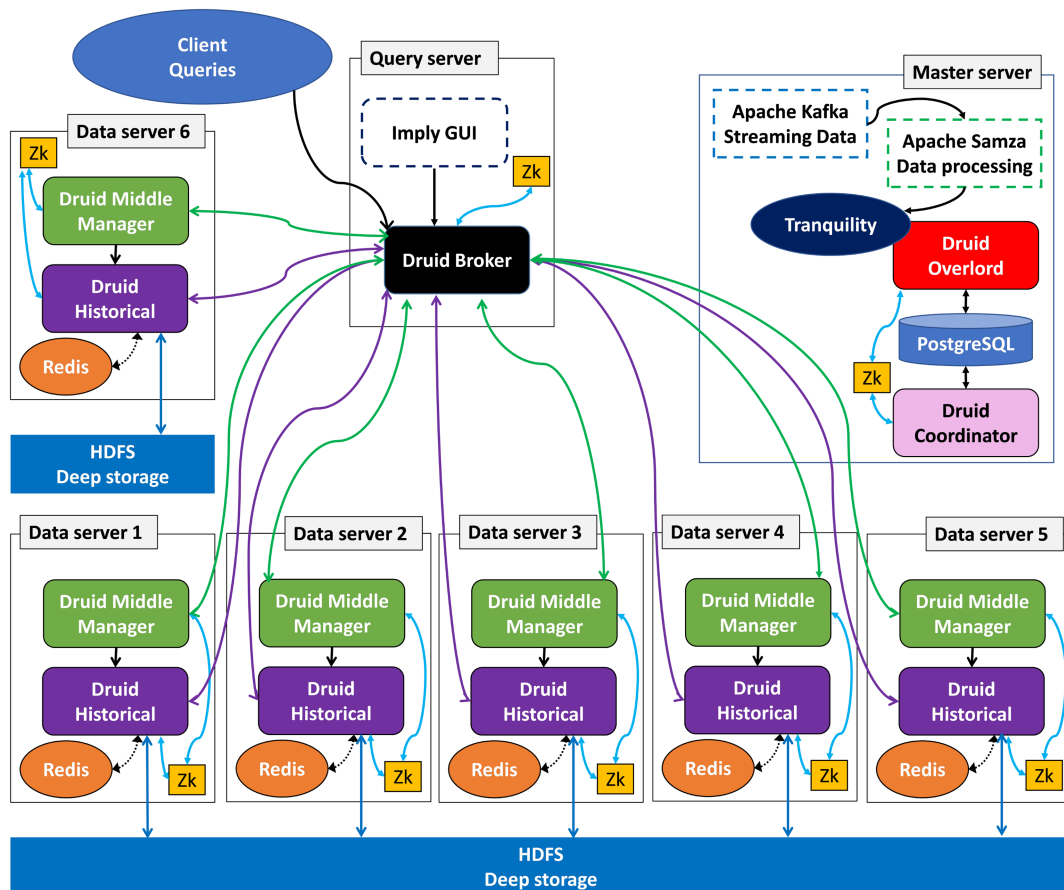 Client
Queries
Query server
Imply GUI
Zk
Druid Broker
Master server
Apache Kafka
Streaming Data
Apache Samza
Data processing
Tranquility
Druid
Overlord
PostgreSQL
Zk
Druid
Coordinator
Data server 6
Zk
Druid Middle
Manager
Druid
Historical
Redis
HDFS
Deep storage
Data server 1
Druid Middle
Manager
Druid
Historical
Redis
Zk
Data server 2
Druid Middle
Manager
Druid
Historical
Redis
Zk
Data server 3
Druid Middle
Manager
Druid
Historical
Redis
Zk
Data server 4
Druid Middle
Manager
Druid
Historical
Redis
Zk
Data server 5
Druid Middle
Manager
Druid
Historical
Redis
Zk
HDFS
Deep storage